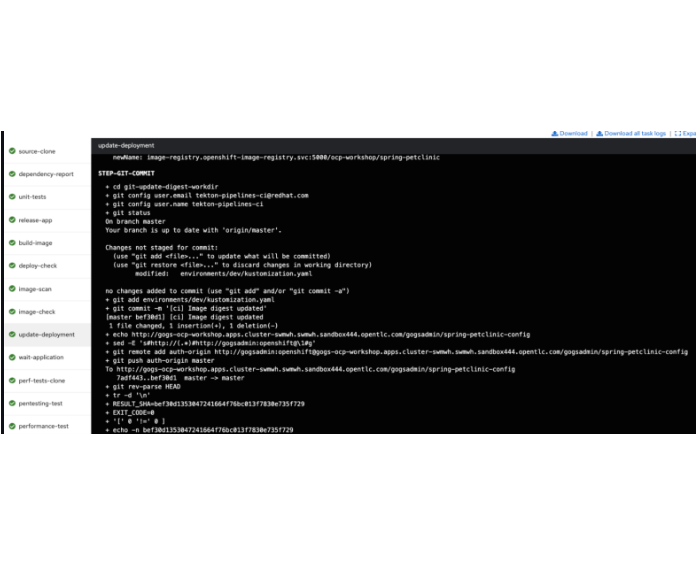 Download | Download all task logs | Expa
source-clone
dependency-report
unit-tests
release-app
build-image
deploy-check
image-scan
image-check
update-deployment
wait-application
perf-tests-clone
pentesting-test
performance-test
update-deployment
newName: image-registry.openshift-image-registry.svc:5000/ocp-workshop/spring-petclinic
STEP-GIT-COMMIT
+ cd git-update-digest-workdir
+ git config user.email tekton-pipelines-ci@redhat.com
+ git config user.name tekton-pipelines-ci
+ git status
On branch master
Your branch is up to date with 'origin/master'.
Changes not staged for commit:
(use "git add <file>..." to update what will be committed)
(use "git restore <file>..." to discard changes in working directory)
modified: environments/dev/kustomization.yaml
no changes added to commit (use "git add" and/or "git commit -a")
+ git add environments/dev/kustomization.yaml
+ git commit -m '[ci] Image digest updated'
[master bef30d1] [ci] Image digest updated
1 file changed, 1 insertion(+), 1 deletion(-)
+ echo http://gogs-ocp-workshop.apps.cluster-swmwh.swmwh.sandbox444.opentlc.com/gogsadmin/spring-petclinic-config
+ sed -E 's#http://(.*)#http://gogsadmin:openshift@\1#g'
+ git remote add auth-origin http://gogsadmin:openshift@gogs-ocp-workshop.apps.cluster-swmwh.swmwh.sandbox444.opentlc.com/gogsadmin/spring-petclinic-config
+ git push auth-origin master
To http://gogs-ocp-workshop.apps.cluster-swmwh.swmwh.sandbox444.opentlc.com/gogsadmin/spring-petclinic-config
7adf443..bef30d1 master -> master
+ git rev-parse HEAD
+ tr -d '\n'
+ RESULT_SHA=bef30d1353047241664f76bc013f7830e735f729
+ EXIT_CODE=0
+ '[' 0 '!=' 0 ]
+ echo -n bef30d1353047241664f76bc013f7830e735f729